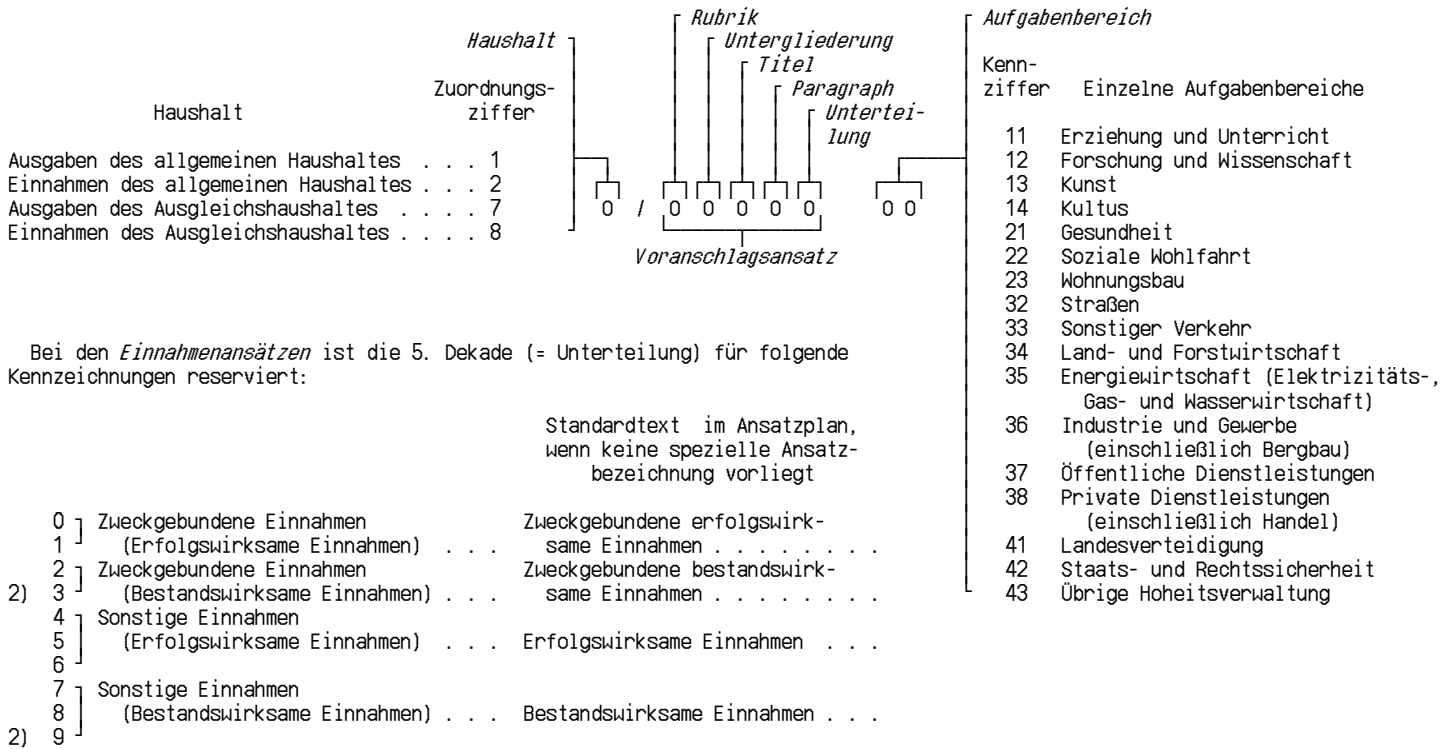 Rubrik
Haushalt
Untergliederung
Titel
Zuordnungs-
Paragraph
Haushalt ziffer
Untertei-
lung
Ausgaben des allgemeinen Haushaltes . . . 1
Einnahmen des allgemeinen Haushaltes . . . 2
Ausgaben des Ausgleichshaushaltes . . . . 7
Einnahmen des Ausgleichshaushaltes . . . . 8
0 / 0 0 0 0 0 0 0
Voranschlagsansatz
Bei den Einnahmenansätzen ist die 5. Dekade (= Unterteilung) für folgende
Kennzeichnungen reserviert:
Standardtext im Ansatzplan,
wenn keine spezielle Ansatz-
bezeichnung vorliegt
0 Zweckgebundene Einnahmen Zweckgebundene erfolgswirk-
1 (Erfolgswirksame Einnahmen) . . . same Einnahmen . . . . . . . .
2 Zweckgebundene Einnahmen Zweckgebundene bestandswirk-
2) 3 (Bestandswirksame Einnahmen) . . . same Einnahmen . . . . . . . .
4 Sonstige Einnahmen
5 (Erfolgswirksame Einnahmen) . . . Erfolgswirksame Einnahmen . . .
6
7 Sonstige Einnahmen
8 (Bestandswirksame Einnahmen) . . . Bestandswirksame Einnahmen . . .
2) 9
Aufgabenbereich
Kenn-
ziffer Einzelne Aufgabenbereiche
11 Erziehung und Unterricht
12 Forschung und Wissenschaft
13 Kunst
14 Kultus
21 Gesundheit
22 Soziale Wohlfahrt
23 Wohnungsbau
32 Straßen
33 Sonstiger Verkehr
34 Land- und Forstwirtschaft
35 Energiewirtschaft (Elektrizitäts-,
Gas- und Wasserwirtschaft)
36 Industrie und Gewerbe
(einschließlich Bergbau)
37 Öffentliche Dienstleistungen
38 Private Dienstleistungen
(einschließlich Handel)
41 Landesverteidigung
42 Staats- und Rechtssicherheit
43 Übrige Hoheitsverwaltung